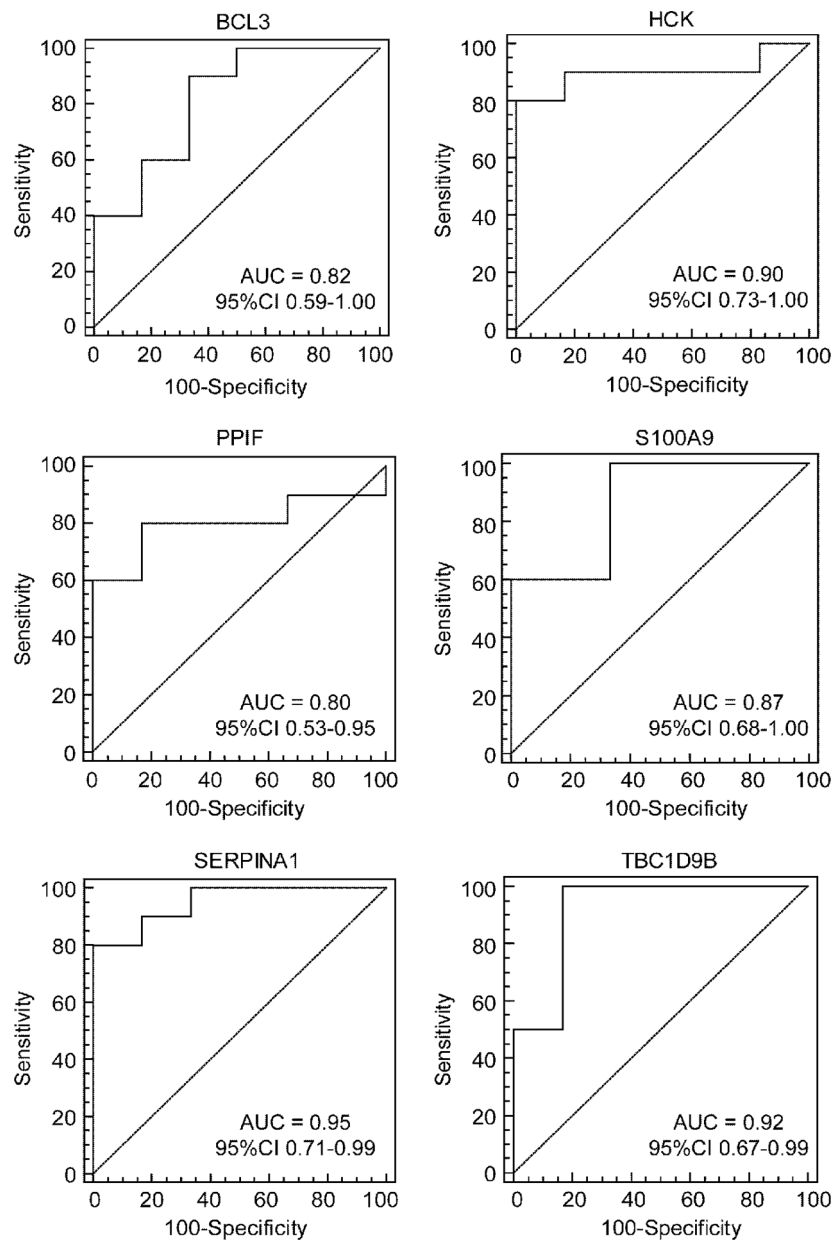 BCL3
100
80
60
40
20
0
Sensitivity
AUC = 0.82
95%CI 0.59-1.00
0 20 40 60 80 100
100-Specificity
HCK
100
80
60
40
20
0
Sensitivity
AUC = 0.90
95%CI 0.73-1.00
0 20 40 60 80 100
100-Specificity
PPIF
100
80
60
40
20
0
Sensitivity
AUC = 0.80
95%CI 0.53-0.95
0 20 40 60 80 100
100-Specificity
S100A9
100
80
60
40
20
0
Sensitivity
AUC = 0.87
95%CI 0.68-1.00
0 20 40 60 80 100
100-Specificity
SERPINA1
100
80
60
40
20
0
Sensitivity
AUC = 0.95
95%CI 0.71-0.99
0 20 40 60 80 100
100-Specificity
TBC1D9B
100
80
60
40
20
0
Sensitivity
AUC = 0.92
95%CI 0.67-0.99
0 20 40 60 80 100
100-Specificity